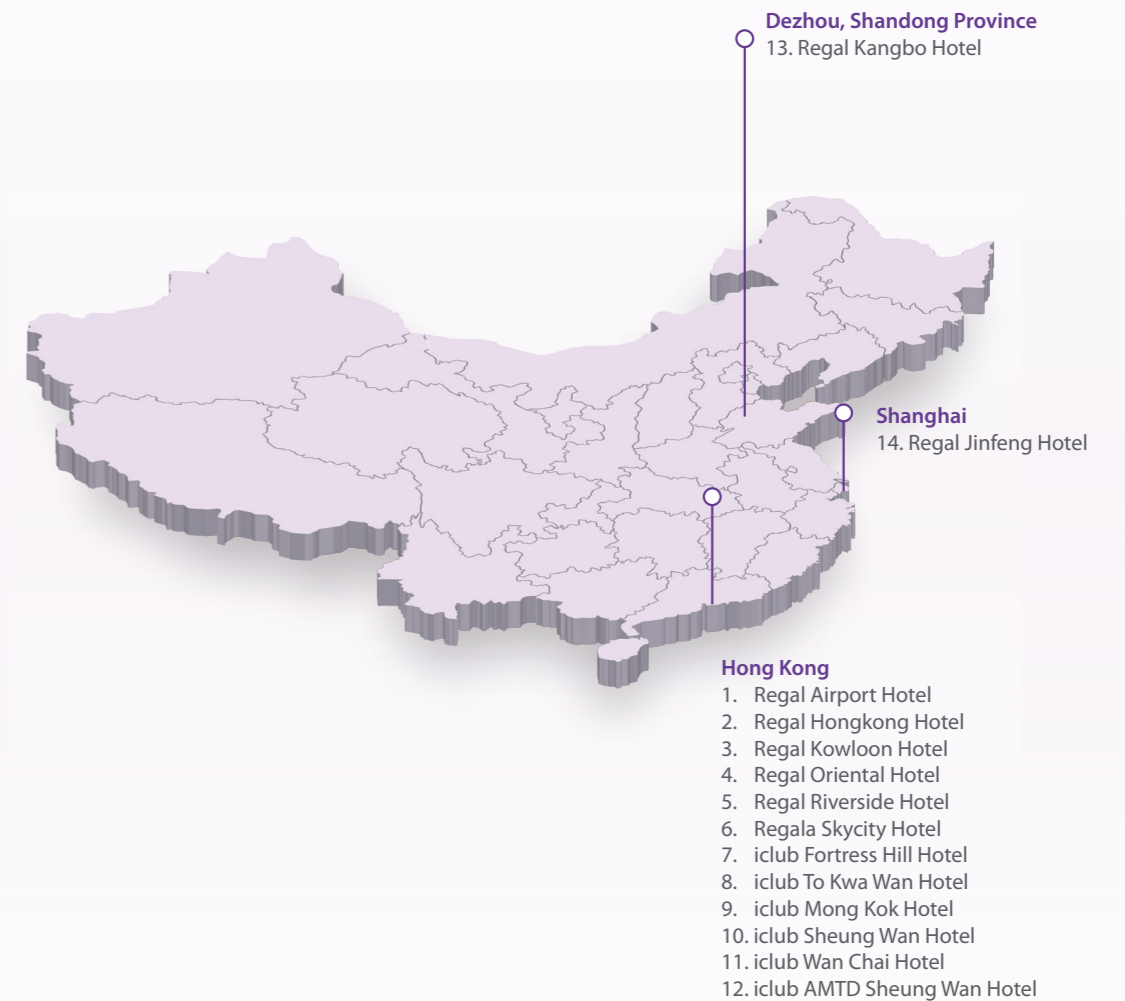 Dezhou, Shandong Province
13. Regal Kangbo Hotel
Shanghai
14. Regal Jinfeng Hotel
Hong Kong
1. Regal Airport Hotel
2. Regal Hongkong Hotel
3. Regal Kowloon Hotel
4. Regal Oriental Hotel
5. Regal Riverside Hotel
6. Regala Skycity Hotel
7. iclub Fortress Hill Hotel
8. iclub To Kwa Wan Hotel
9. iclub Mong Kok Hotel
10. iclub Sheung Wan Hotel
11. iclub Wan Chai Hotel
12. iclub AMTD Sheung Wan Hotel